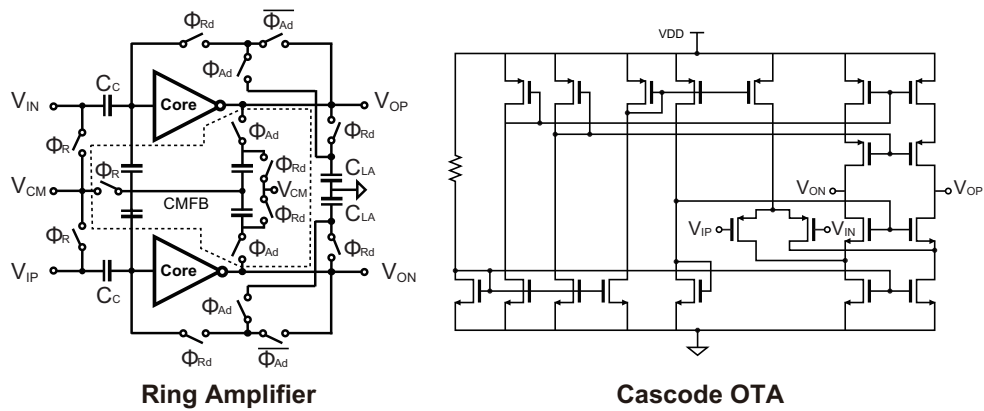 ΦRd
ΦAd
ΦAd
CC
VIN
Core
VOP
ΦR
ΦAd
ΦRd
ΦR
ΦRd
CLA
VCM
CMFB
VCM
ΦRd
CLA
ΦR
ΦAd
ΦRd
VIP
Core
VON
CC
ΦAd
ΦRd
ΦAd
Ring Amplifier
VDD
VON
VOP
VIP
VIN
Cascode OTA